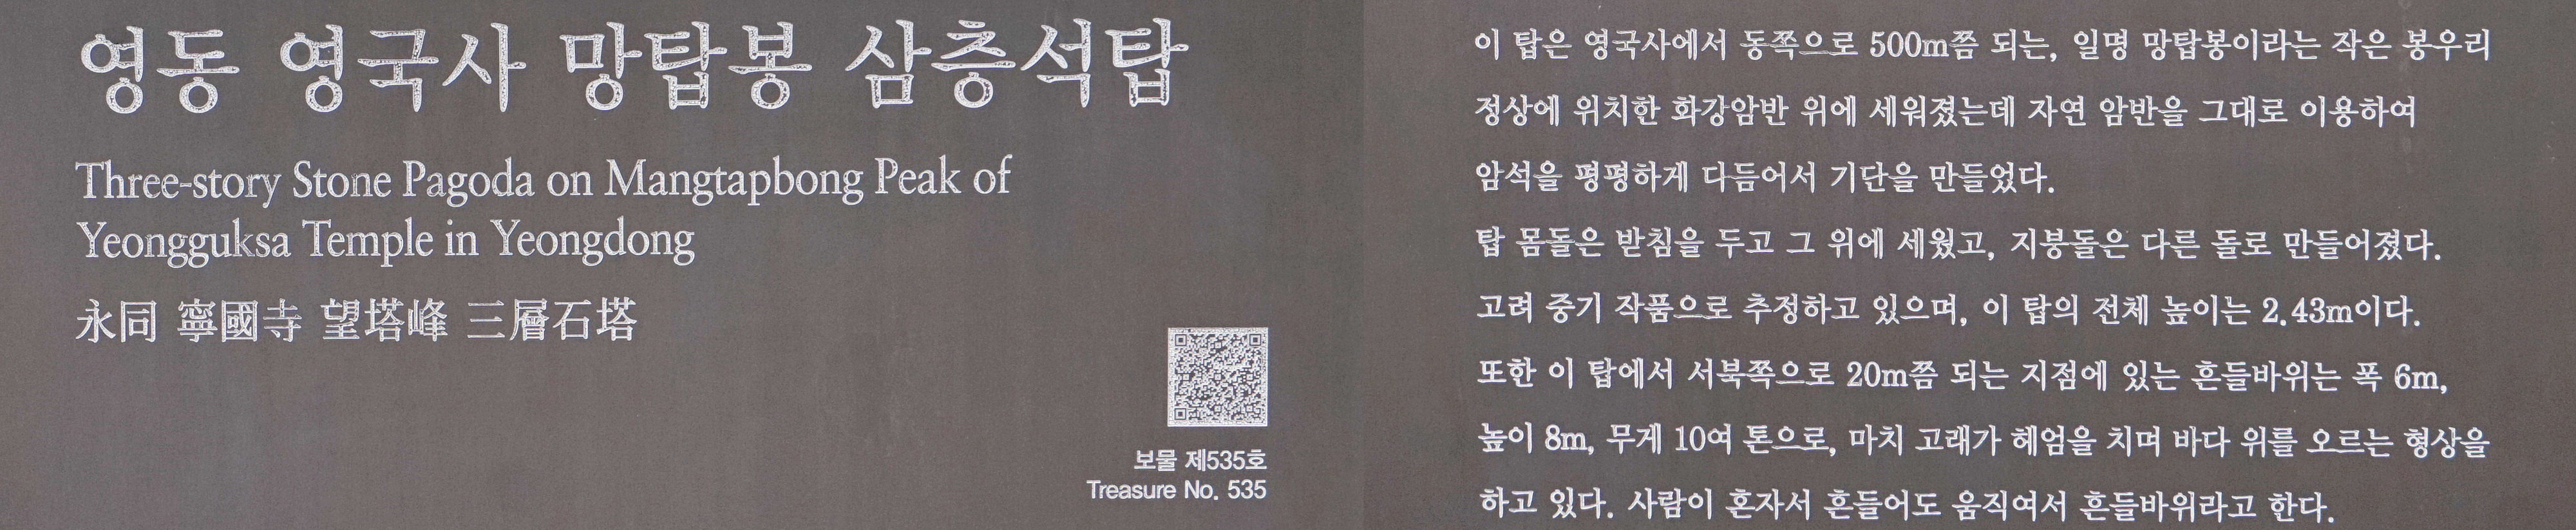 영동 영국사 망탑봉 삼층석탑
Three-story Stone Pagoda on Mangtapbong Peak of
Yeongguksa Temple in Yeongdong
永同 寧國寺 望塔峰 三層石塔
보물 제535호
Treasure No. 535
이 탑은 영국사에서 동쪽으로 500m쯤 되는, 일명 망탑봉이라는 작은 봉우리
정상에 위치한 화강암반 위에 세워졌는데 자연 암반을 그대로 이용하여
암석을 평평하게 다듬어서 기단을 만들었다.
탑 몸돌은 받침을 두고 그 위에 세웠고, 지붕돌은 다른 돌로 만들어졌다.
고려 중기 작품으로 추정하고 있으며, 이 탑의 전체 높이는 2.43m이다.
또한 이 탑에서 서북쪽으로 20m쯤 되는 지점에 있는 흔들바위는 폭 6m,
높이 8m, 무게 10여 톤으로, 마치 고래가 헤엄을 치며 바다 위를 오르는 형상을
하고 있다. 사람이 혼자서 흔들어도 움직여서 흔들바위라고 한다.